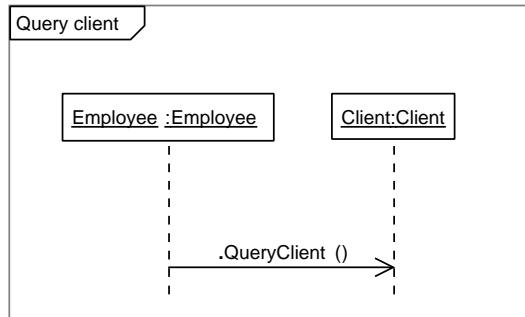 Query client
Employee :Employee
Client:Client
.QueryClient ()